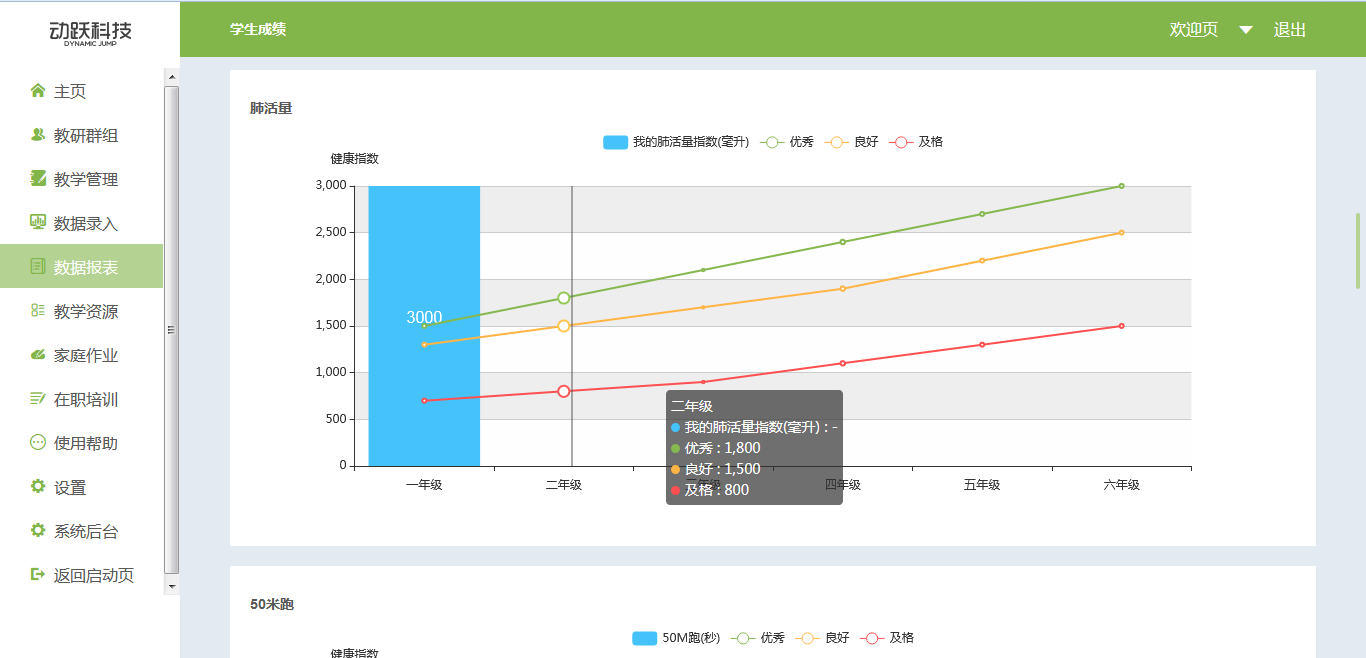 动跃科技
DYNAMIC JUMP
学生成绩
欢迎页 退出
主页
教研群组
教学管理
数据录入
数据报表
教学资源
家庭作业
在职培训
使用帮助
设置
系统后台
返回启动页
肺活量
我的肺活量指数(毫升) 优秀 良好 及格
健康指数
3,000
2,500
2,000
1,500
1,000
500
0
3000
一年级 二年级 三年级 四年级 五年级 六年级
二年级
我的肺活量指数(毫升) : -
优秀 : 1,800
良好 : 1,500
及格 : 800
50米跑
50M跑(秒) 优秀 良好 及格
健康指数